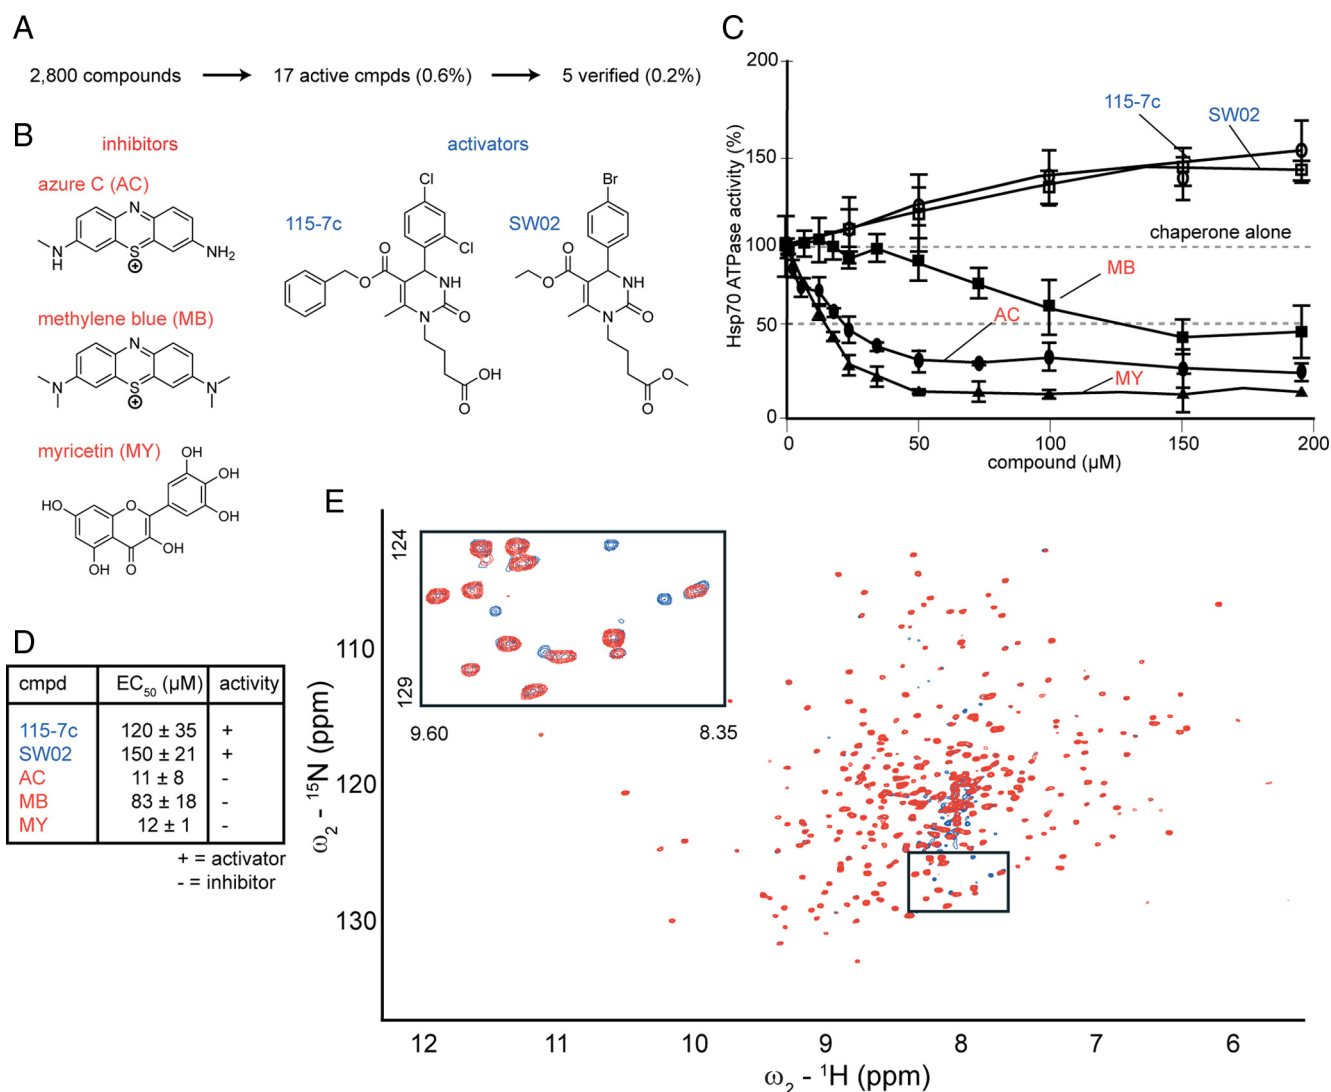 A
2,800 compounds → 17 active cmpds (0.6%) → 5 verified (0.2%)
B
inhibitors
activators
azure C (AC)
N
N
H
S
⊕
NH2
methylene blue (MB)
N
N
S
⊕
N
myricetin (MY)
OH
OH
HO
O
OH
OH
OH
O
115-7c
Cl
Cl
O
O
NH
N
O
OH
O
SW02
Br
O
O
NH
N
O
O
O
C
Hsp70 ATPase activity (%)
200
150
100
50
0
115-7c
SW02
chaperone alone
MB
AC
MY
0 50 100 150 200
compound (µM)
D
cmpd EC50 (µM) activity
115-7c 120 ± 35 +
SW02 150 ± 21 +
AC 11 ± 8 -
MB 83 ± 18 -
MY 12 ± 1 -
+ = activator
- = inhibitor
E
124
129
9.60 8.35
ω2 - 15N (ppm)
110
120
130
12 11 10 9 8 7 6
ω2 - 1H (ppm)